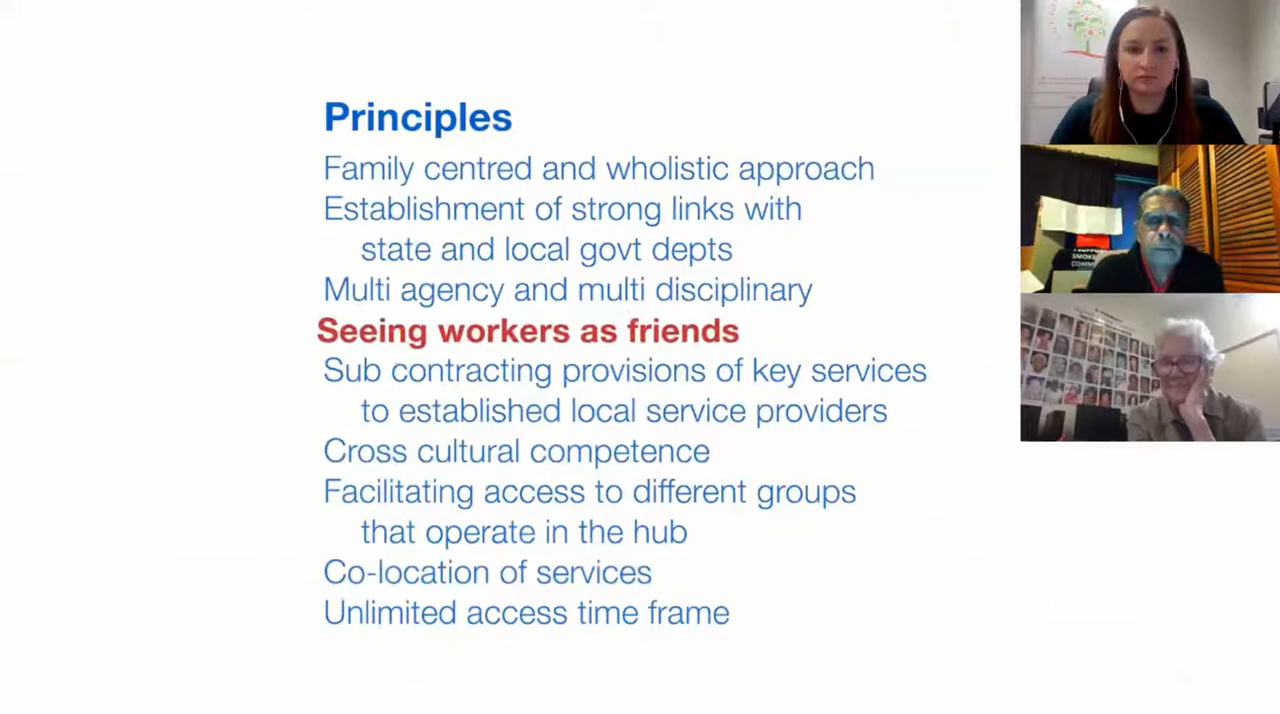 Principles
Family centred and wholistic approach
Establishment of strong links with
state and local govt depts
Multi agency and multi disciplinary
Seeing workers as friends
Sub contracting provisions of key services
to established local service providers
Cross cultural competence
Facilitating access to different groups
that operate in the hub
Co-location of services
Unlimited access time frame
SMOKE
COMM